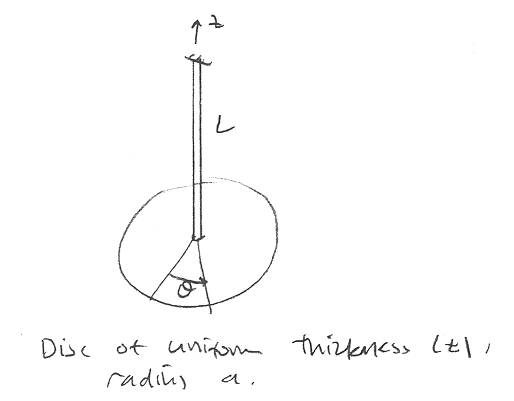 z
L
θ
Disc of uniform thickness (t),
radius a.